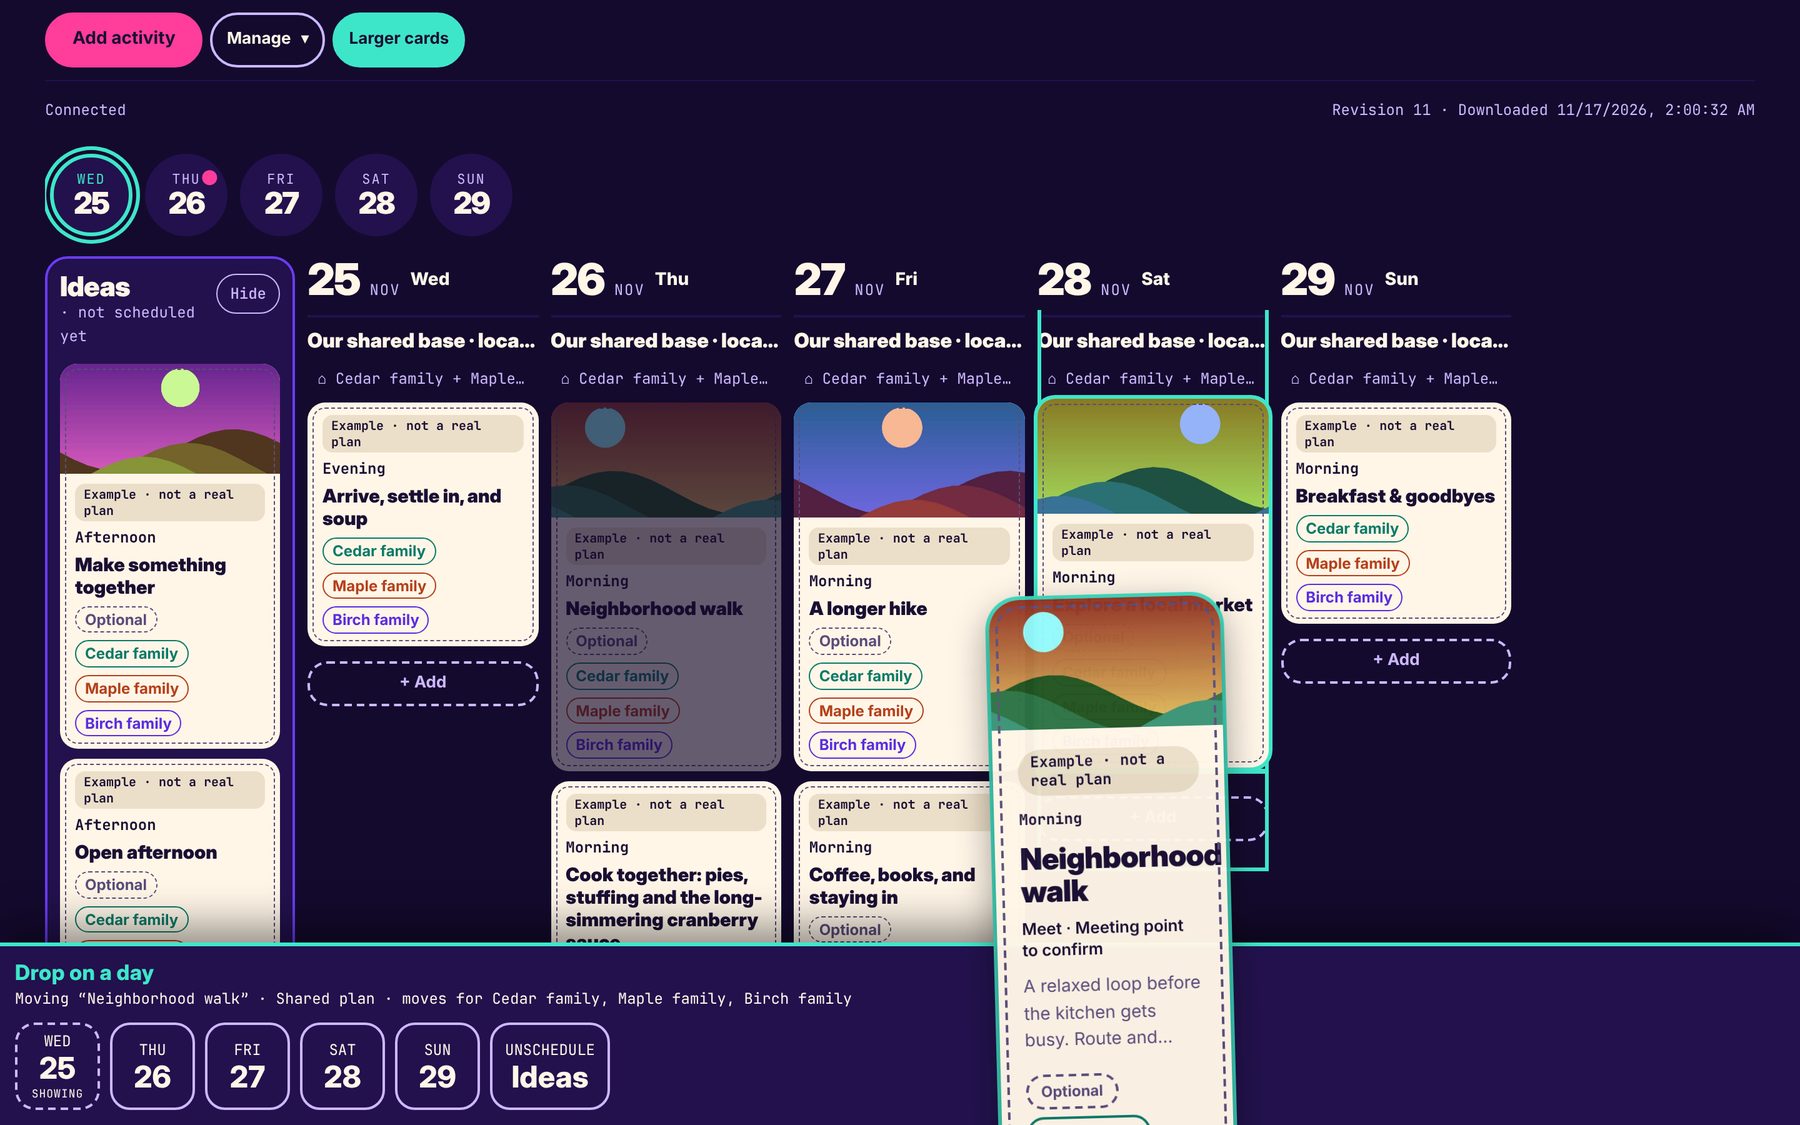 Add activity
Manage ▾
Larger cards
Connected
Revision 11 · Downloaded 11/17/2026, 2:00:32 AM
WED
25
THU
26
FRI
27
SAT
28
SUN
29
Ideas
· not scheduled
yet
Hide
Example · not a real
plan
Afternoon
Make something
together
Optional
Cedar family
Maple family
Birch family
Example · not a real
plan
Afternoon
Open afternoon
Optional
Cedar family
25 NOV Wed
Our shared base · loca...
⌂ Cedar family + Maple…
Example · not a real
plan
Evening
Arrive, settle in, and
soup
Cedar family
Maple family
Birch family
+ Add
26 NOV Thu
Our shared base · loca...
⌂ Cedar family + Maple…
Example · not a real
plan
Morning
Neighborhood walk
Optional
Cedar family
Maple family
Birch family
Example · not a real
plan
Morning
Cook together: pies,
stuffing and the long-
simmering cranberry
sauce
27 NOV Fri
Our shared base · loca...
⌂ Cedar family + Maple…
Example · not a real
plan
Morning
A longer hike
Optional
Cedar family
Maple family
Birch family
Example · not a real
plan
Morning
Coffee, books, and
staying in
Optional
28 NOV Sat
Our shared base · loca...
⌂ Cedar family + Maple…
Example · not a real
plan
Morning
Explore a local market
Optional
Cedar family
Maple family
Birch family
+ Add
29 NOV Sun
Our shared base · loca...
⌂ Cedar family + Maple…
Example · not a real
plan
Morning
Breakfast & goodbyes
Cedar family
Maple family
Birch family
+ Add
Example · not a
real plan
Morning
Neighborhood
walk
Meet · Meeting point
to confirm
A relaxed loop before
the kitchen gets
busy. Route and...
Optional
Drop on a day
Moving “Neighborhood walk” · Shared plan · moves for Cedar family, Maple family, Birch family
WED
25
SHOWING
THU
26
FRI
27
SAT
28
SUN
29
UNSCHEDULE
Ideas